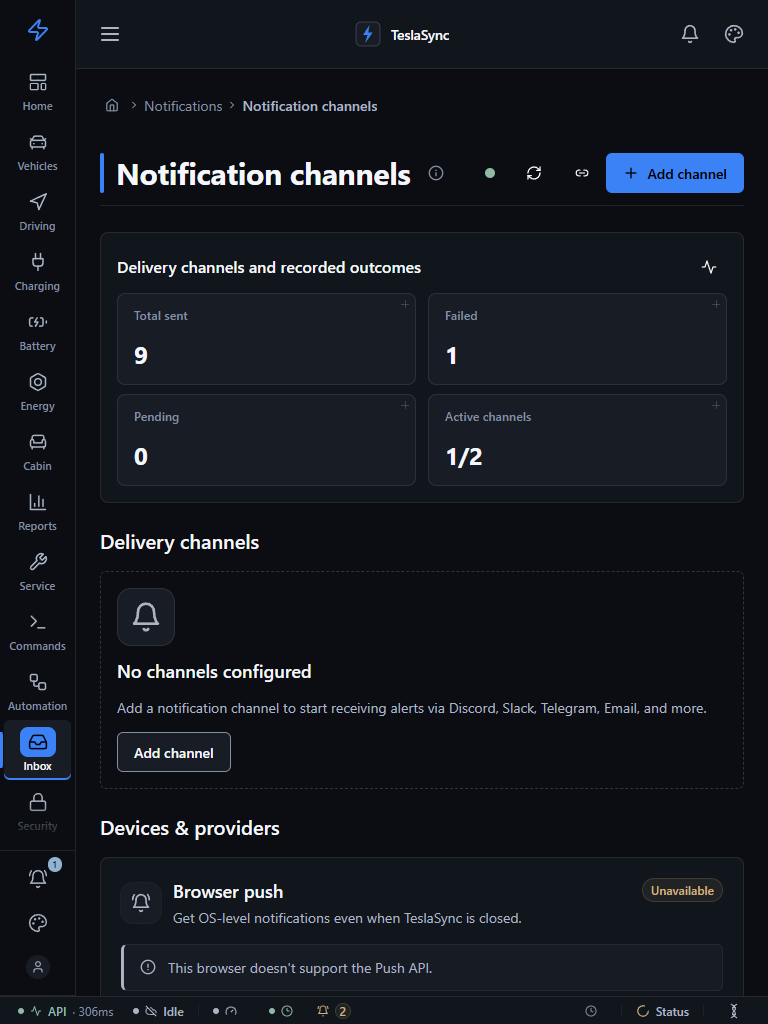 TeslaSync
Home
Vehicles
Driving
Charging
Battery
Energy
Cabin
Reports
Service
Commands
Automation
Inbox
Security
1
Notifications > Notification channels
Notification channels
Add channel
Delivery channels and recorded outcomes
Total sent
9
Failed
1
Pending
0
Active channels
1/2
Delivery channels
No channels configured
Add a notification channel to start receiving alerts via Discord, Slack, Telegram, Email, and more.
Add channel
Devices & providers
Browser push
Unavailable
Get OS-level notifications even when TeslaSync is closed.
This browser doesn't support the Push API.
API · 306ms
Idle
2
Status